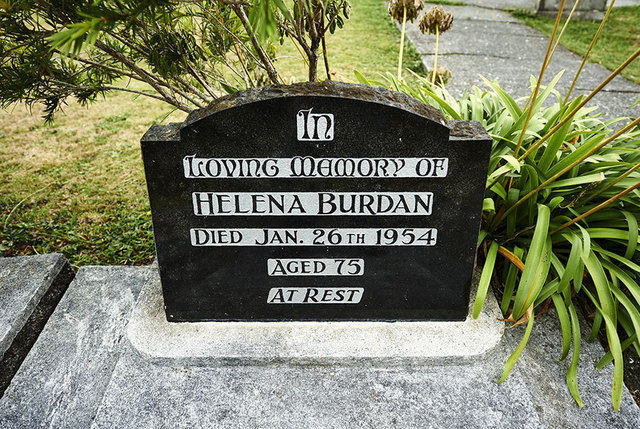 In
Loving Memory of
Helena Burdan
Died Jan. 26th 1954
Aged 75
At Rest